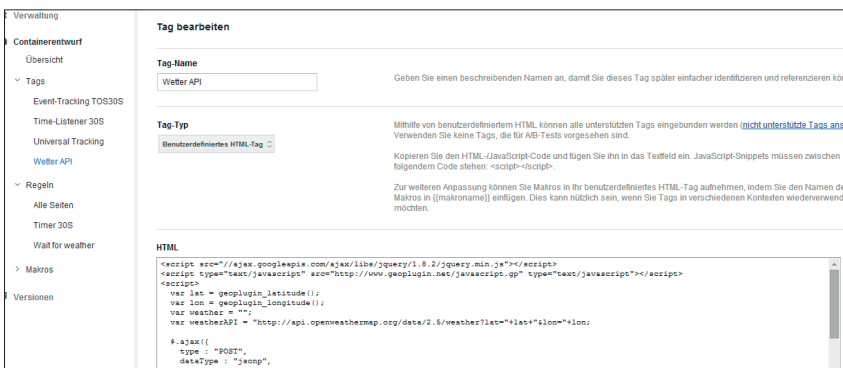 Verwaltung
Containerentwurf
Übersicht
Tags
Event-Tracking TOS30S
Time-Listener 30S
Universal Tracking
Wetter API
Regeln
Alle Seiten
Timer 30S
Wait for weather
Makros
Versionen
Tag bearbeiten
Tag-Name
Wetter API
Geben Sie einen beschreibenden Namen an, damit Sie dieses Tag später einfacher identifizieren und referenzieren kön
Tag-Typ
Benutzerdefiniertes HTML-Tag
Mithilfe von benutzerdefiniertem HTML können alle unterstützten Tags eingebunden werden (nicht unterstützte Tags ans
Verwenden Sie keine Tags, die für A/B-Tests vorgesehen sind.
Kopieren Sie den HTML-/JavaScript-Code und fügen Sie ihn in das Textfeld ein. JavaScript-Snippets müssen zwischen
folgendem Code stehen: <script></script>.
Zur weiteren Anpassung können Sie Makros in Ihr benutzerdefiniertes HTML-Tag aufnehmen, indem Sie den Namen de
Makros in {{makroname}} einfügen. Dies kann nützlich sein, wenn Sie Tags in verschiedenen Kontexten wiederverwend
möchten.
HTML
<script src="//ajax.googleapis.com/ajax/libs/jquery/1.8.2/jquery.min.js"></script>
<script type="text/javascript" src="http://www.geoplugin.net/javascript.gp" type="text/javascript"></script>
<script>
var lat = geoplugin_latitude();
var lon = geoplugin_longitude();
var weather = "";
var weatherAPI = "http://api.openweathermap.org/data/2.5/weather?lat="+lat+"&lon="+lon;
$.ajax({
type : "POST",
dataType : "jsonp",